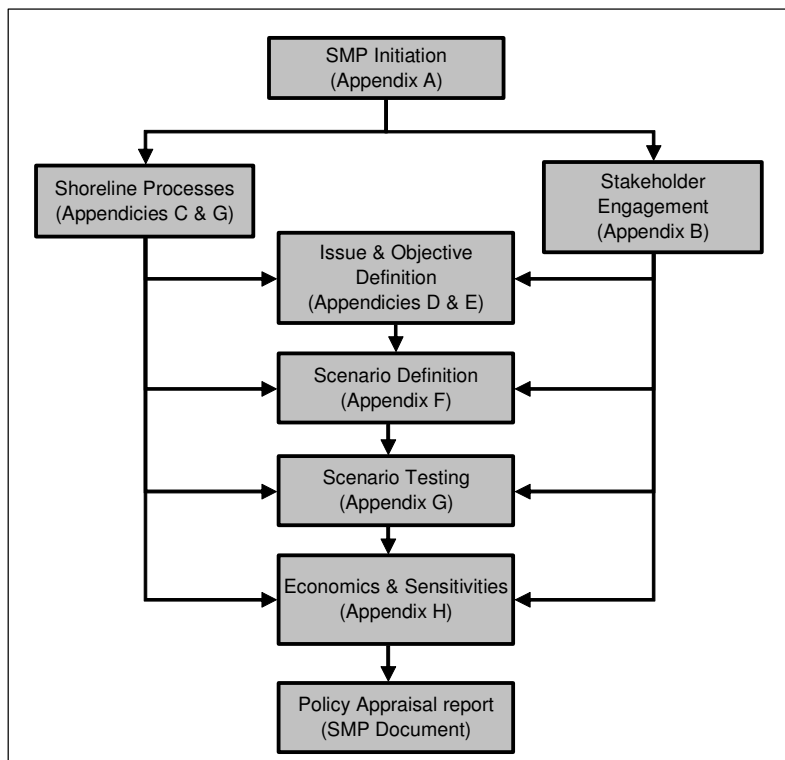 SMP Initiation
(Appendix A)
Shoreline Processes
(Appendicies C & G)
Stakeholder
Engagement
(Appendix B)
Issue & Objective
Definition
(Appendicies D & E)
Scenario Definition
(Appendix F)
Scenario Testing
(Appendix G)
Economics & Sensitivities
(Appendix H)
Policy Appraisal report
(SMP Document)